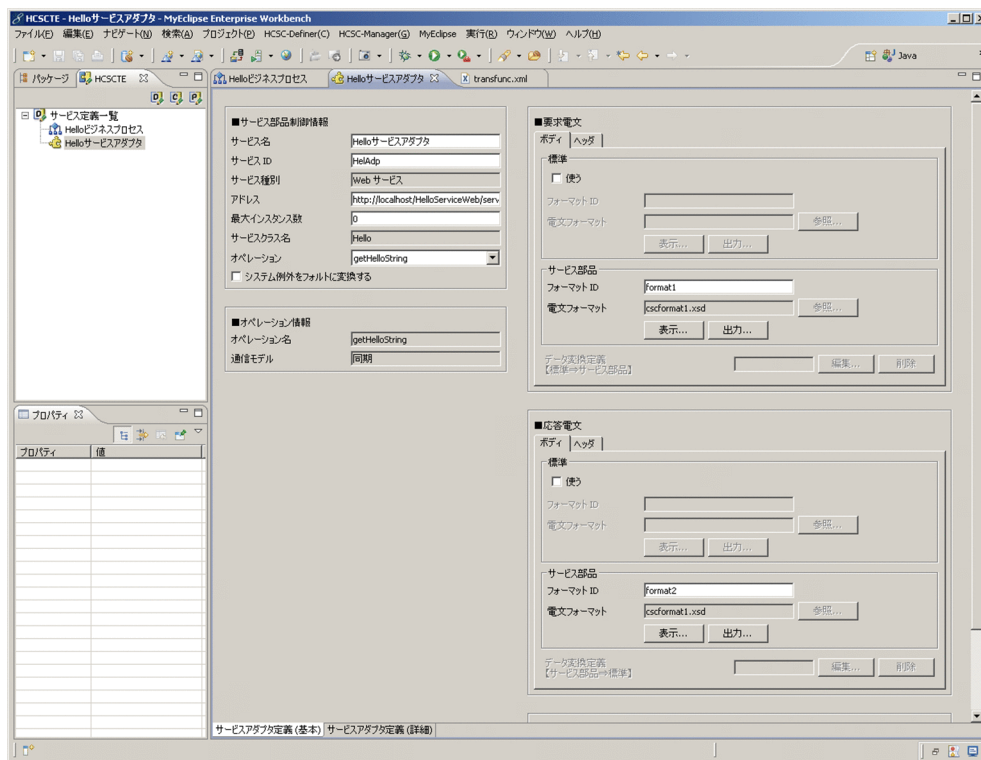 HCSCTE - Helloサービスアダプタ - MyEclipse Enterprise Workbench
ファイル(F) 編集(E) ナビゲート(N) 検索(A) プロジェクト(P) HCSC-Definer(C) HCSC-Manager(G) MyEclipse 実行(R) ウィンドウ(W) ヘルプ(H)
Java
パッケージ HCSCTE
Helloビジネスプロセス Helloサービスアダプタ transfunc.xml
サービス定義一覧
Helloビジネスプロセス
Helloサービスアダプタ
■サービス部品制御情報
サービス名 Helloサービスアダプタ
サービス ID HelAdp
サービス種別 Web サービス
アドレス http://localhost/HelloServiceWeb/serv
最大インスタンス数 0
サービスクラス名 Hello
オペレーション getHelloString
システム例外をフォルトに変換する
■オペレーション情報
オペレーション名 getHelloString
通信モデル 同期
■要求電文
ボディ ヘッダ
標準
使う
フォーマット ID
電文フォーマット 参照...
表示... 出力...
サービス部品
フォーマット ID format1
電文フォーマット cscformat1.xsd 参照...
表示... 出力...
データ変換定義
【標準⇒サービス部品】 編集... 削除
■応答電文
ボディ ヘッダ
標準
使う
フォーマット ID
電文フォーマット 参照...
表示... 出力...
サービス部品
フォーマット ID format2
電文フォーマット cscformat1.xsd 参照...
表示... 出力...
データ変換定義
【サービス部品⇒標準】 編集... 削除
プロパティ
プロパティ 値
サービスアダプタ定義 (基本) サービスアダプタ定義 (詳細)